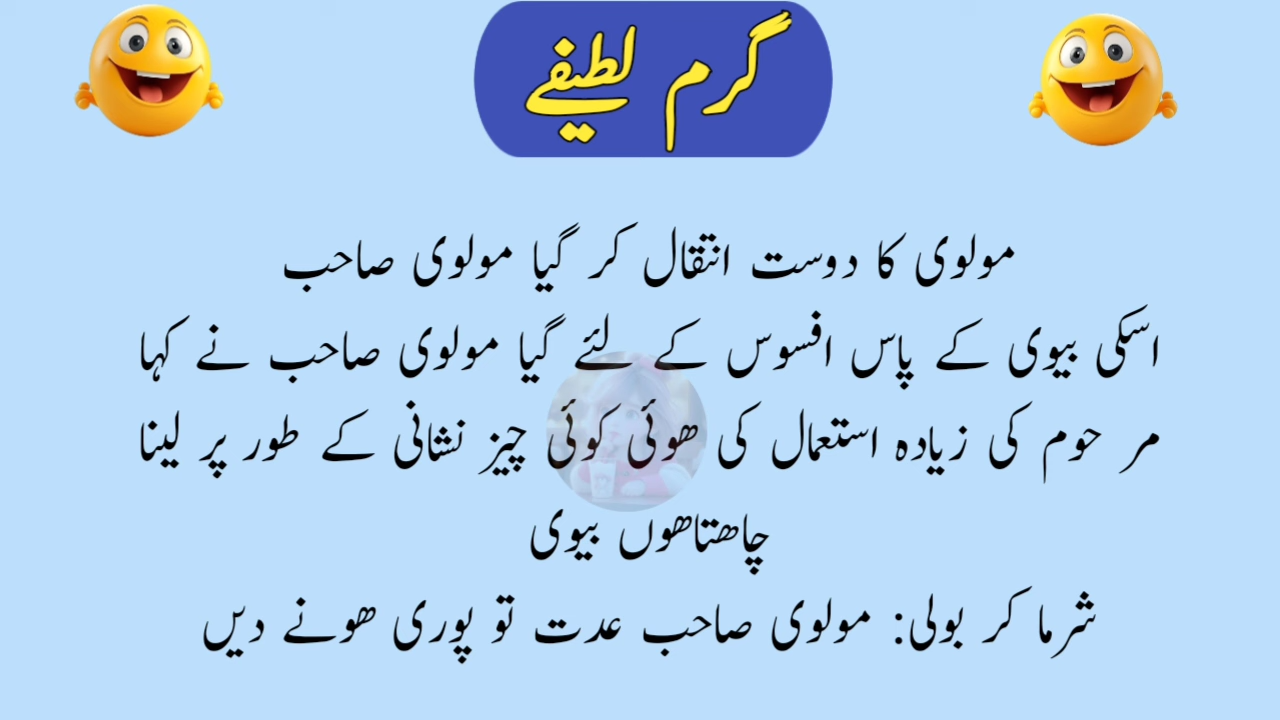 گرم لطیفے
مولوی کا دوست انتقال کر گیا مولوی صاحب
اسکی بیوی کے پاس افسوس کے لئے گیا مولوی صاحب نے کہا
مر حوم کی زیادہ استعمال کی ھوئی کوئی چیز نشانی کے طور پر لینا
چاھتاھوں بیوی
شرما کر بولی: مولوی صاحب عدت تو پوری ھونے دیں